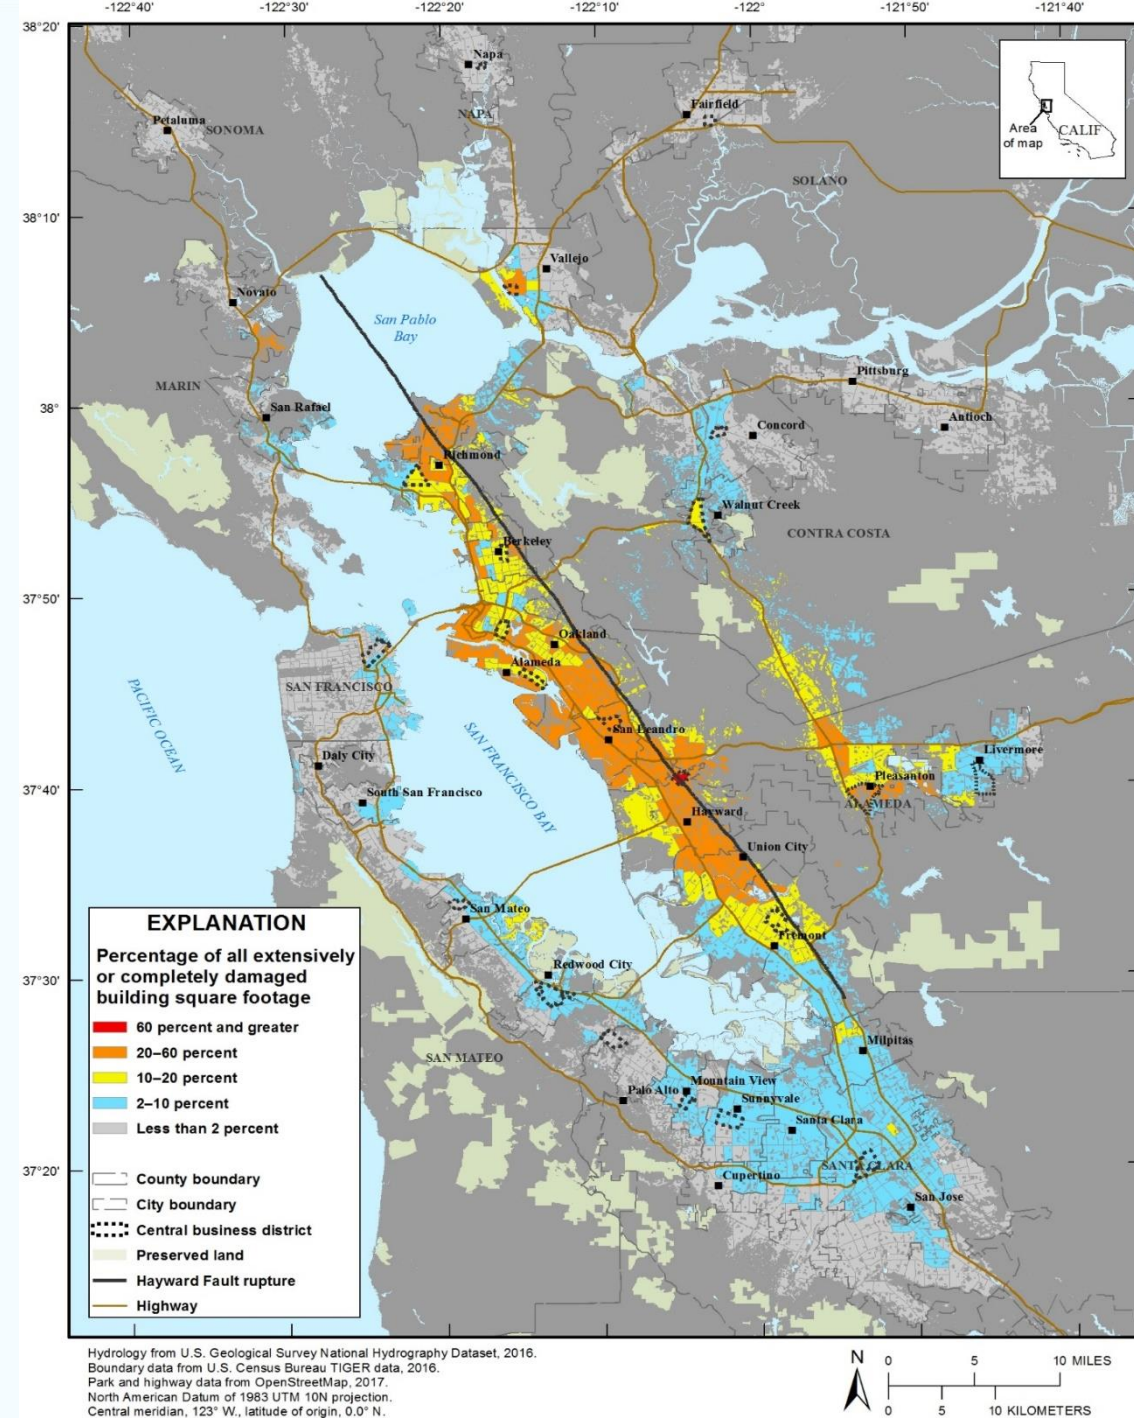 -122°40' -122°30' -122°20' -122°10' -122° -121°50' -121°40'
38°20'
38°10'
38°
37°50'
37°40'
37°30'
37°20'
Napa
NAPA
Fairfield
Petaluma
SONOMA
Area
of map
CALIF
SOLANO
Vallejo
Novato
San Pablo
Bay
MARIN
Pittsburg
San Rafael
Concord
Antioch
Richmond
Walnut Creek
CONTRA COSTA
Berkeley
Oakland
Alameda
SAN FRANCISCO
PACIFIC OCEAN
SAN FRANCISCO BAY
San Leandro
Daly City
Livermore
Pleasanton
ALAMEDA
South San Francisco
Hayward
Union City
San Mateo
Fremont
Redwood City
Milpitas
SAN MATEO
Mountain View
Palo Alto
Sunnyvale
Santa Clara
SANTA CLARA
Cupertino
San Jose
EXPLANATION
Percentage of all extensively
or completely damaged
building square footage
60 percent and greater
20–60 percent
10–20 percent
2–10 percent
Less than 2 percent
County boundary
City boundary
Central business district
Preserved land
Hayward Fault rupture
Highway
Hydrology from U.S. Geological Survey National Hydrography Dataset, 2016.
Boundary data from U.S. Census Bureau TIGER data, 2016.
Park and highway data from OpenStreetMap, 2017.
North American Datum of 1983 UTM 10N projection.
Central meridian, 123° W., latitude of origin, 0.0° N.
N
0 5 10 MILES
0 5 10 KILOMETERS